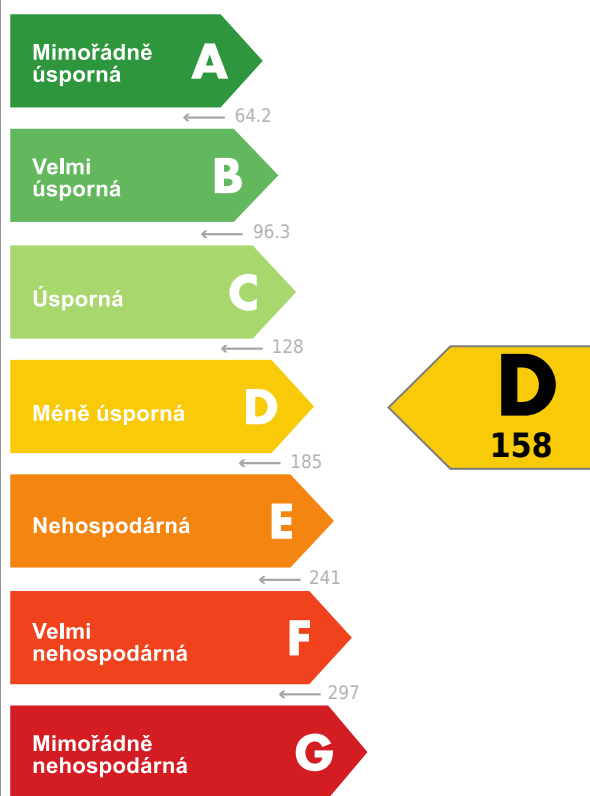 Mimořádně
úsporná
A
← 64.2
Velmi
úsporná
B
← 96.3
Úsporná
C
← 128
Méně úsporná
D
D
158
← 185
Nehospodárná
E
← 241
Velmi
nehospodárná
F
← 297
Mimořádně
nehospodárná
G